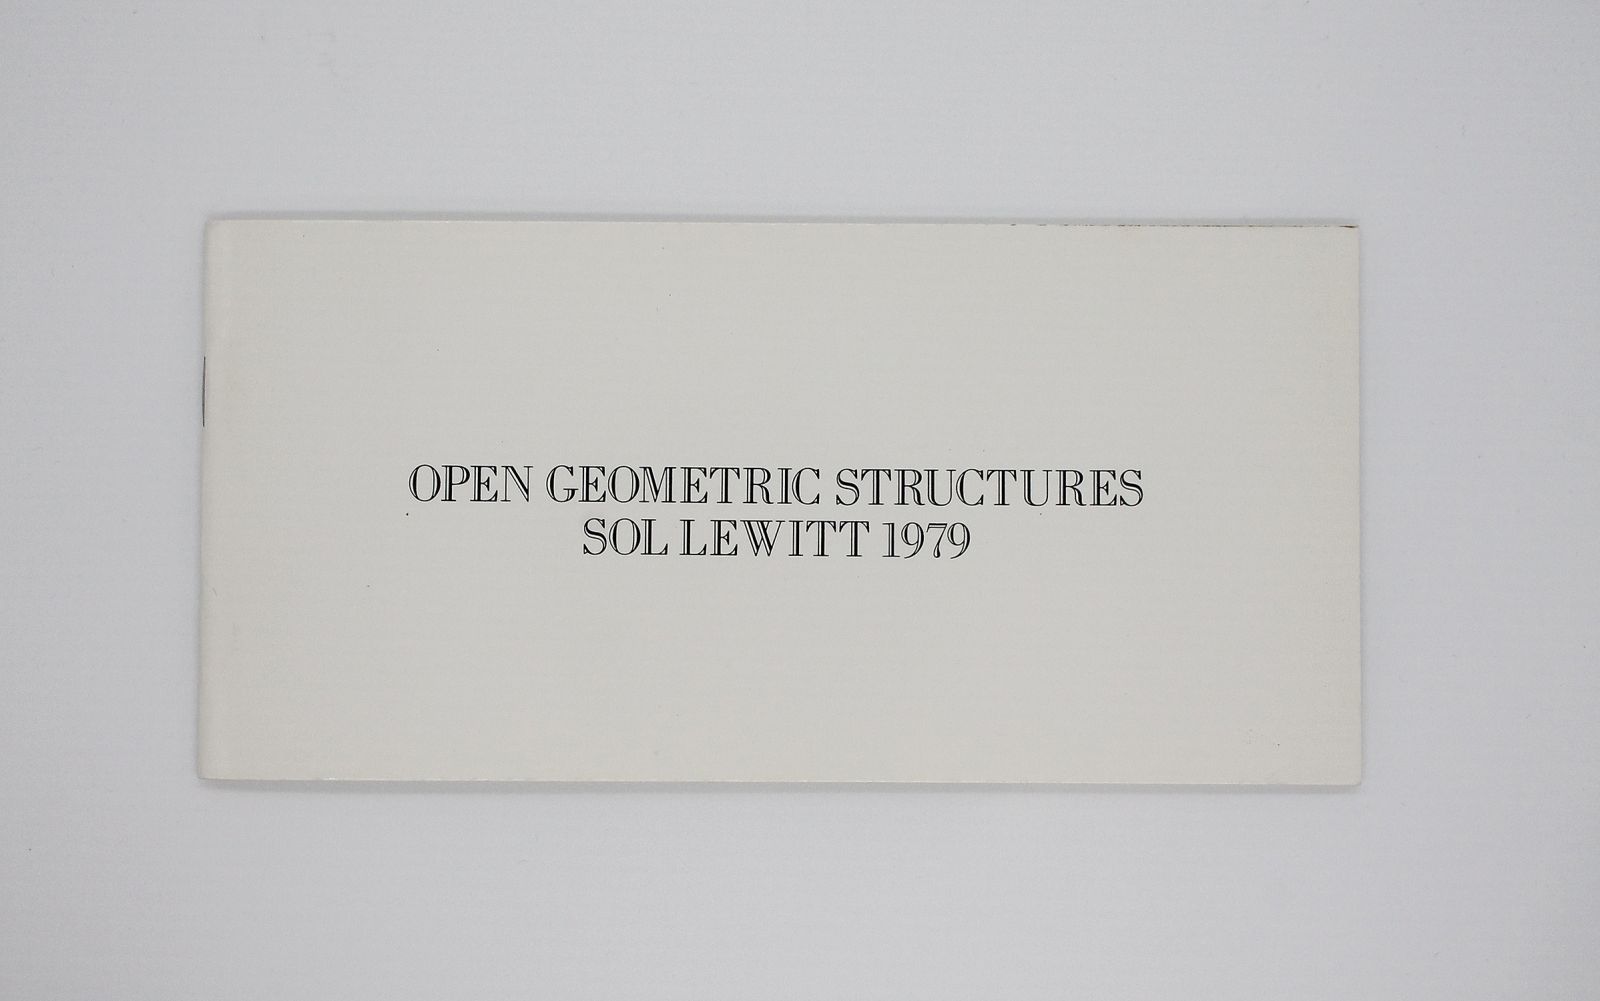 OPEN GEOMETRIC STRUCTURES
SOL LEWITT 1979